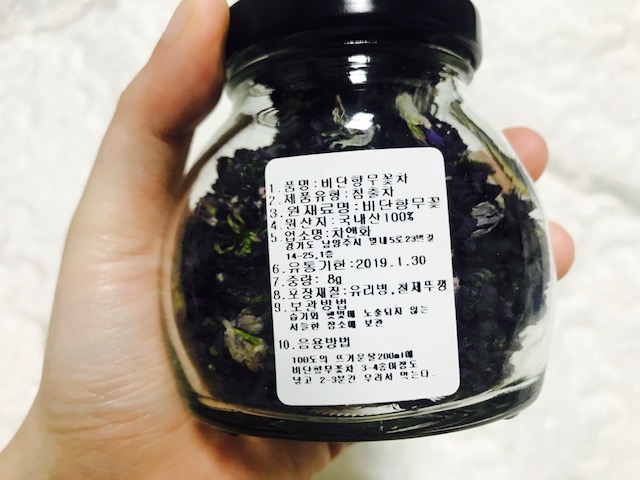 1.품명:비단향무꽃차
2.제품유형:침출차
3.원재료명:비단향무꽃
4.원산지:국내산100%
5.업소명:차앤화
경기도 남양주시 별내5로23번길
14-25,1층
6.유통기한:2019.1.30
7.중량: 8g
8.포장재질:유리병,철제뚜껑
9.보관방법
습기와 햇빛에 노출되지 않는
서늘한 장소에 보관
10.음용방법
100도의 뜨거운물200ml에
비단향무꽃차 3-4송이정도
넣고 2-3분간 우려서 먹는다.